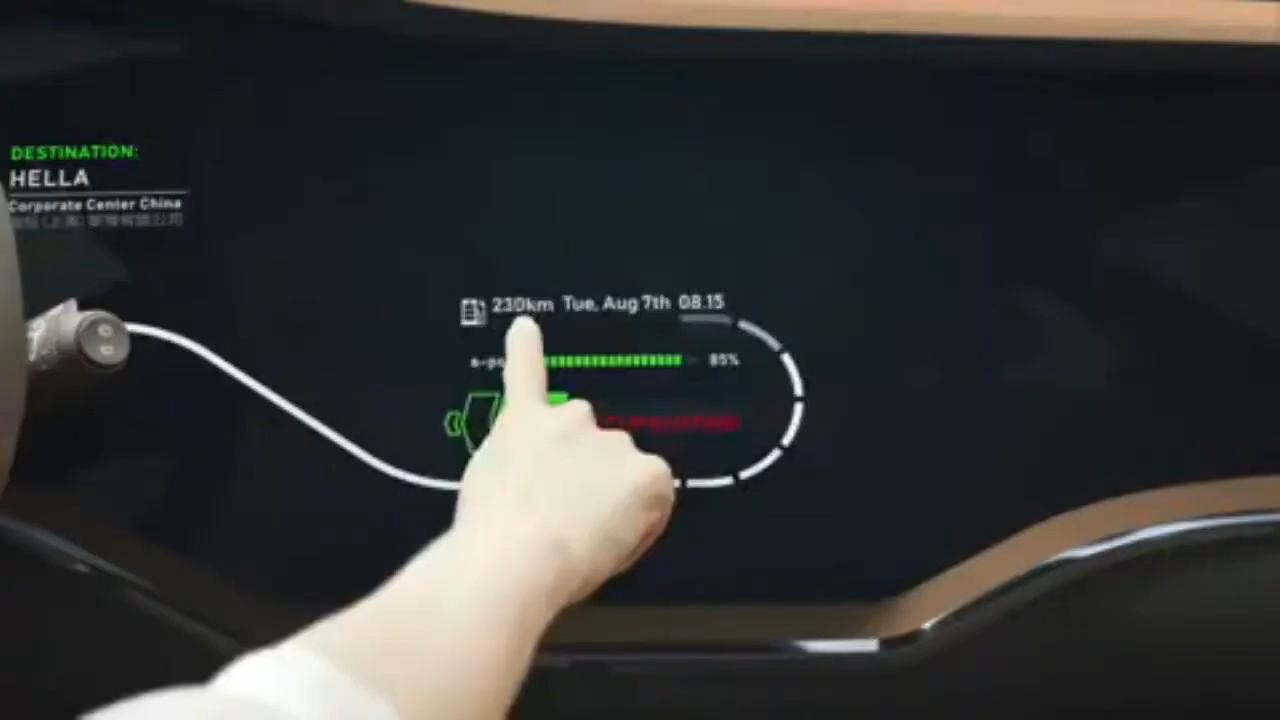 DESTINATION:
HELLA
Corporate Center China
230km Tue, Aug 7th 08.15
85%